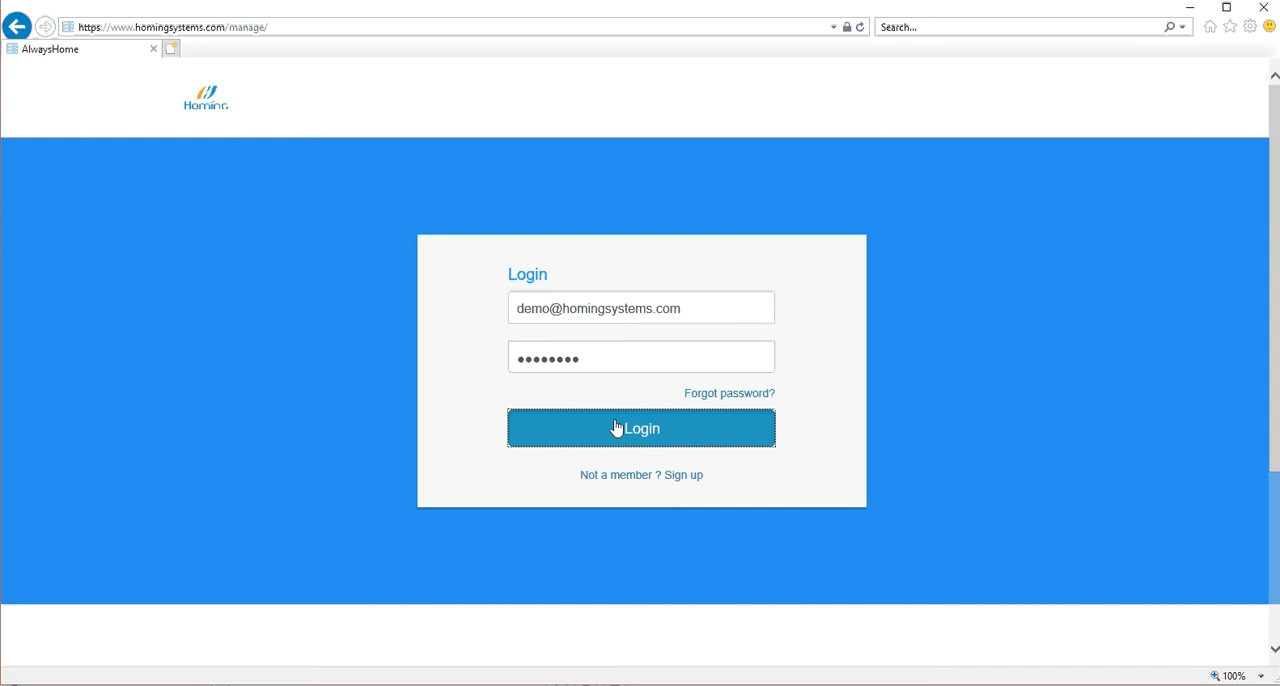 https://www.homingsystems.com/manage/
Search...
AlwaysHome
Homing
Login
demo@homingsystems.com
••••••••
Forgot password?
Login
Not a member ? Sign up
100%